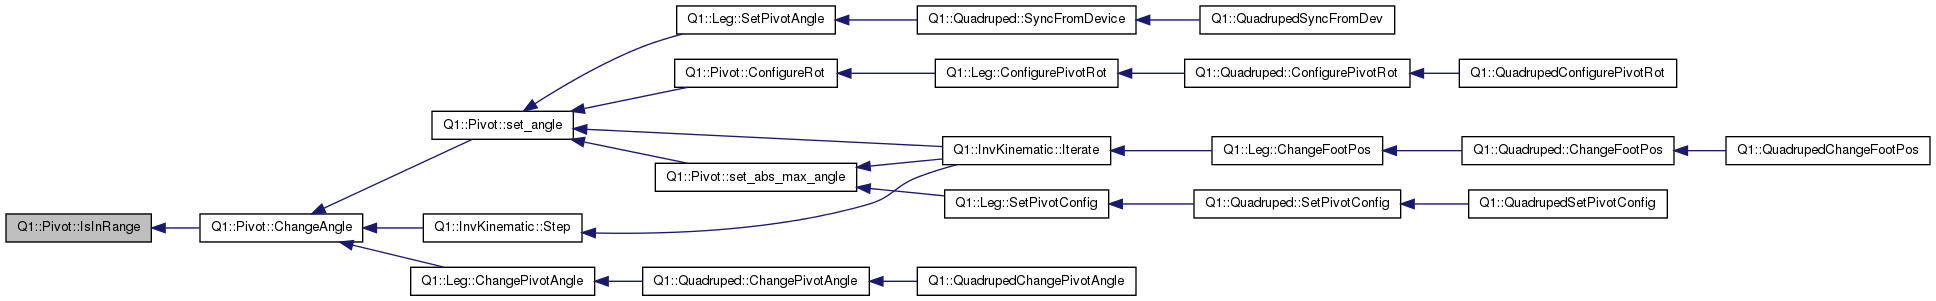 Q1::Leg::SetPivotAngle
Q1::Quadruped::SyncFromDevice
Q1::QuadrupedSyncFromDev
Q1::Pivot::ConfigureRot
Q1::Leg::ConfigurePivotRot
Q1::Quadruped::ConfigurePivotRot
Q1::QuadrupedConfigurePivotRot
Q1::Pivot::set_angle
Q1::InvKinematic::Iterate
Q1::Leg::ChangeFootPos
Q1::Quadruped::ChangeFootPos
Q1::QuadrupedChangeFootPos
Q1::Pivot::set_abs_max_angle
Q1::Leg::SetPivotConfig
Q1::Quadruped::SetPivotConfig
Q1::QuadrupedSetPivotConfig
Q1::Pivot::IsInRange
Q1::Pivot::ChangeAngle
Q1::InvKinematic::Step
Q1::Leg::ChangePivotAngle
Q1::Quadruped::ChangePivotAngle
Q1::QuadrupedChangePivotAngle